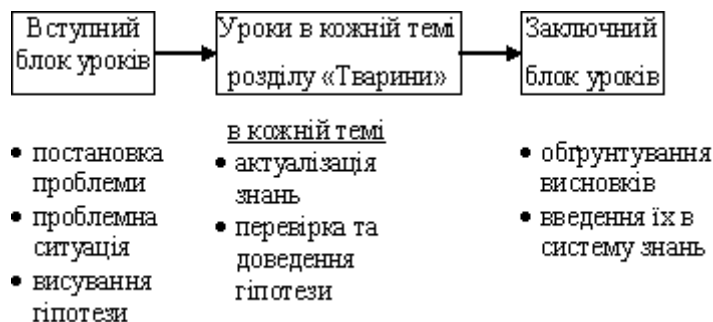 Вступний
блок уроків
Уроки в кожній темі
розділу «Тварини»
Заключний
блок уроків
• постановка
проблеми
• проблемна
ситуація
• висування
гіпотези
в кожній темі
• актуалізація
знань
• перевірка та
доведення
гіпотези
• обґрунтування
висновків
• введення їх в
систему знань